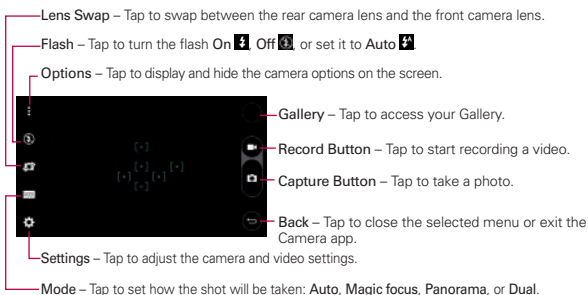 Lens Swap – Tap to swap between the rear camera lens and the front camera lens.
Flash – Tap to turn the flash On , Off , or set it to Auto .
Options – Tap to display and hide the camera options on the screen.
Gallery – Tap to access your Gallery.
Record Button – Tap to start recording a video.
Capture Button – Tap to take a photo.
Back – Tap to close the selected menu or exit the
Camera app.
Settings – Tap to adjust the camera and video settings.
Mode – Tap to set how the shot will be taken: Auto, Magic focus, Panorama, or Dual.